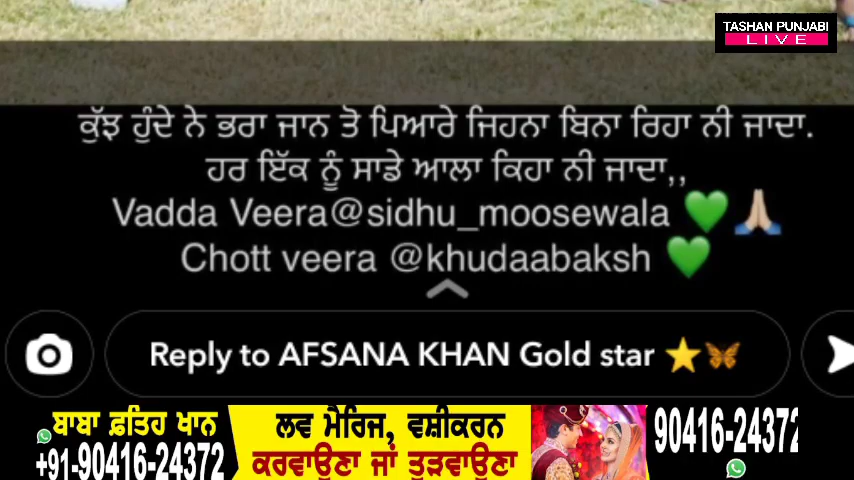 TASHAN PUNJABI
LIVE
ਕੁੱਝ ਹੁੰਦੇ ਨੇ ਭਰਾ ਜਾਨ ਤੋ ਪਿਆਰੇ ਜਿਹਨਾ ਬਿਨਾ ਰਿਹਾ ਨੀ ਜਾਦਾ.
ਹਰ ਇੱਕ ਨੂੰ ਸਾਡੇ ਆਲਾ ਕਿਹਾ ਨੀ ਜਾਦਾ,,
Vadda Veera@sidhu_moosewala 💚🙏🏼
Chott veera @khudaabaksh 💚
Reply to AFSANA KHAN Gold star ⭐🦋
ਬਾਬਾ ਫ਼ਤਿਹ ਖਾਨ
+91-90416-24372
ਲਵ ਮੈਰਿਜ, ਵਸ਼ੀਕਰਨ
ਕਰਵਾਉਣਾ ਜਾਂ ਤੁੜਵਾਉਣਾ
90416-24372